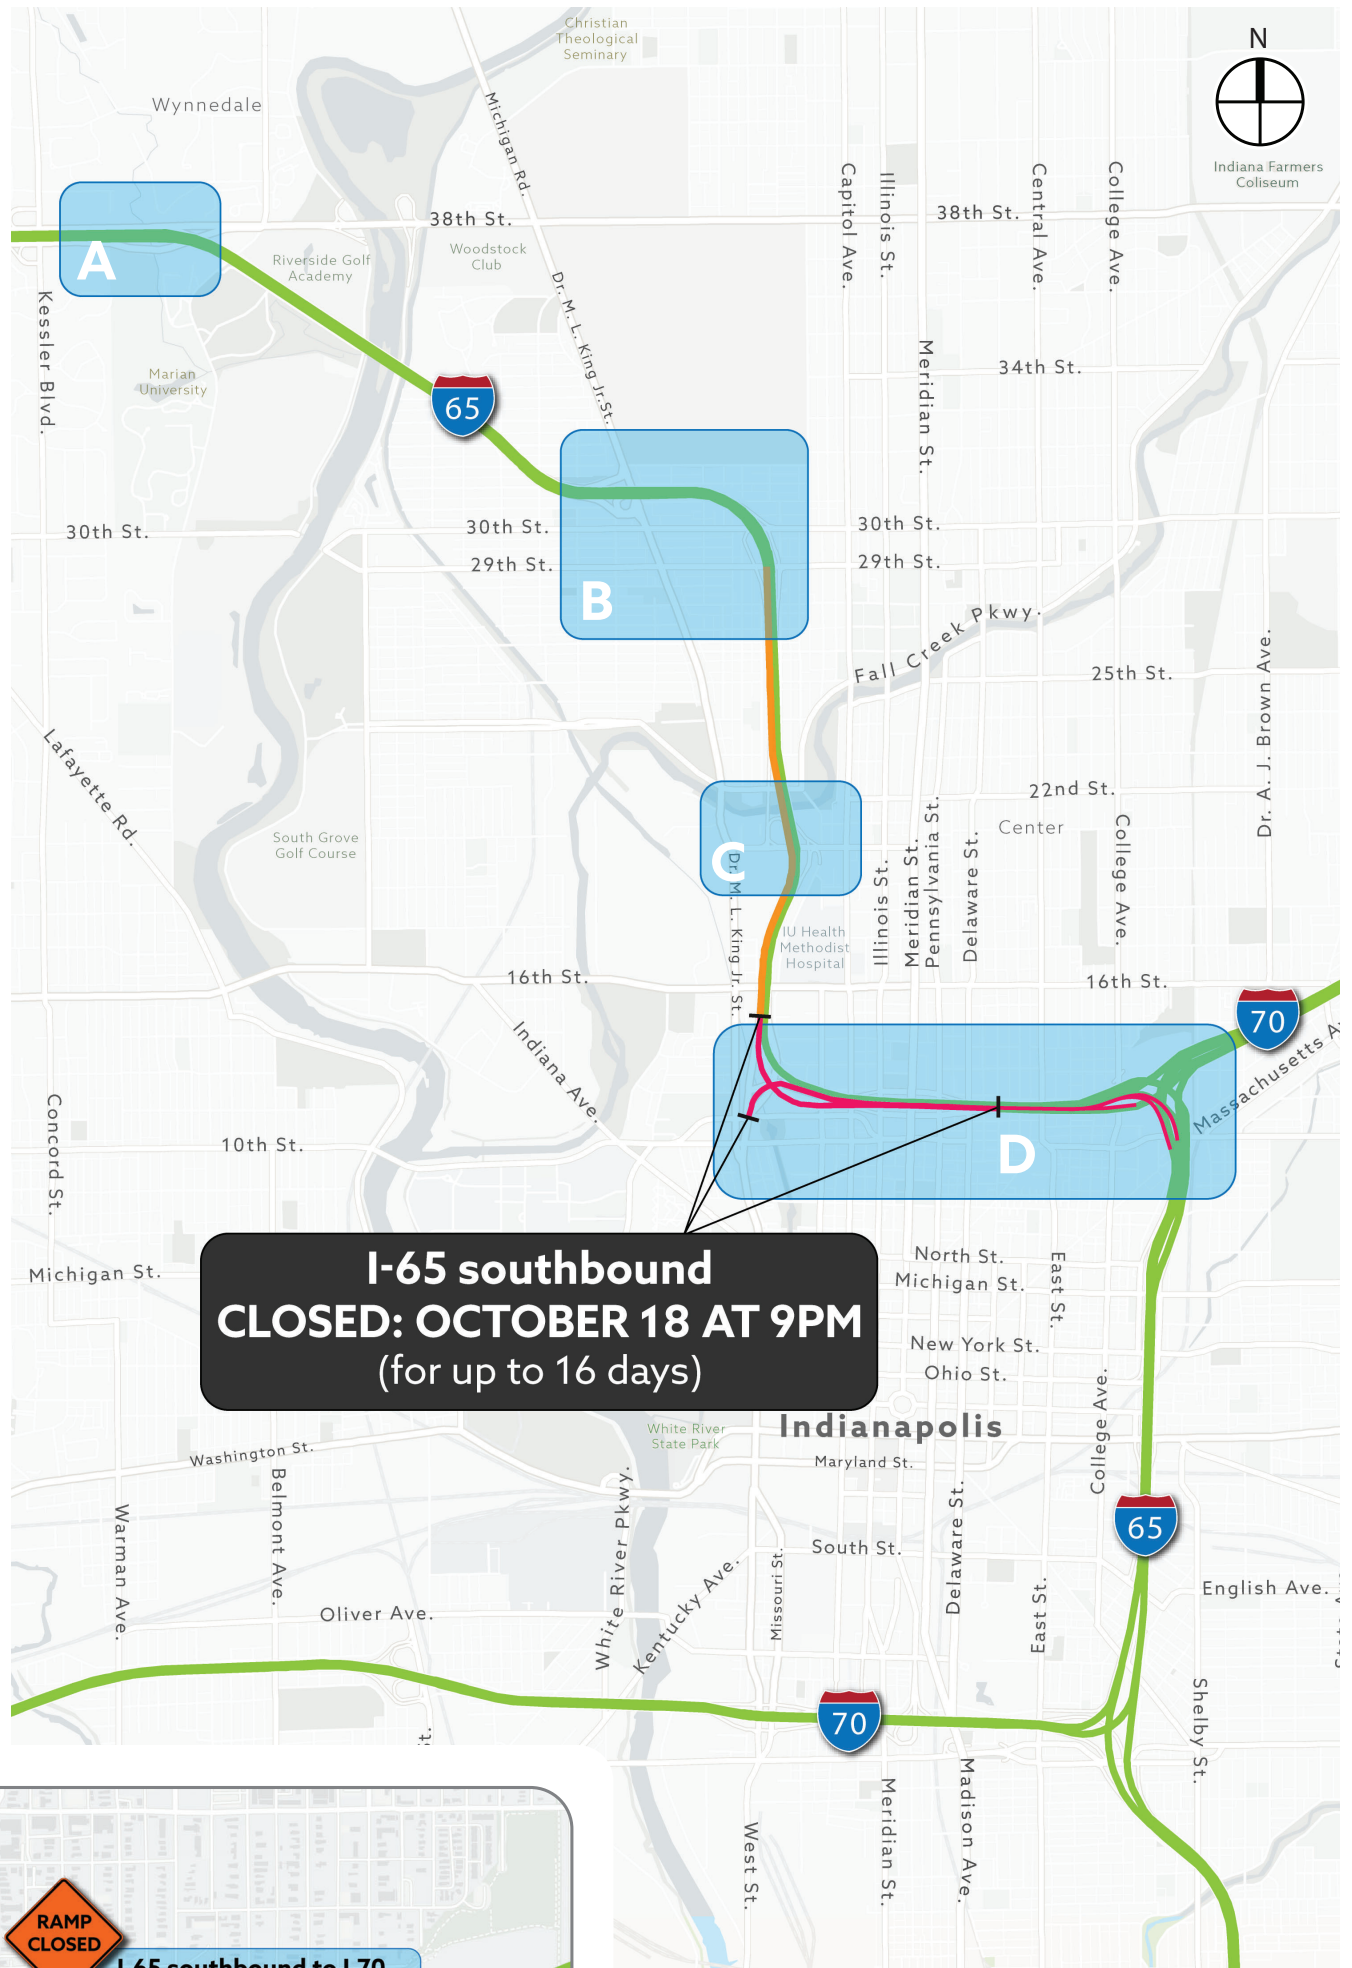 Christian
Theological
Seminary
N
Wynnedale
Michigan Rd.
Indiana Farmers
Coliseum
Capitol Ave.
Illinois St.
Central Ave.
College Ave.
38th St.
38th St.
A
Riverside Golf
Academy
Woodstock
Club
Dr. M. L. King Jr.St.
Kessler Blvd.
Marian
University
65
Meridian St.
34th St.
30th St.
30th St.
30th St.
29th St.
29th St.
B
Fall Creek Pkwy.
25th St.
Dr. A. J. Brown Ave.
Lafayette Rd.
22nd St.
Center
South Grove
Golf Course
C
Dr. M. L. King Jr. St.
Illinois St.
Meridian St.
Pennsylvania St.
Delaware St.
College Ave.
IU Health
Methodist
Hospital
16th St.
16th St.
70
Indiana Ave.
Massachusetts A
Concord St.
10th St.
D
I-65 southbound
CLOSED: OCTOBER 18 AT 9PM
(for up to 16 days)
Michigan St.
North St.
Michigan St.
East St.
New York St.
Ohio St.
College Ave.
White River
State Park
Indianapolis
Washington St.
Maryland St.
Belmont Ave.
Warman Ave.
White River Pkwy.
Kentucky Ave.
Missouri St.
South St.
Delaware St.
65
East St.
English Ave.
Oliver Ave.
70
Shelby St.
St.
Madison Ave.
Meridian St.
West St.
RAMP
CLOSED
I-65 southbound to I-70